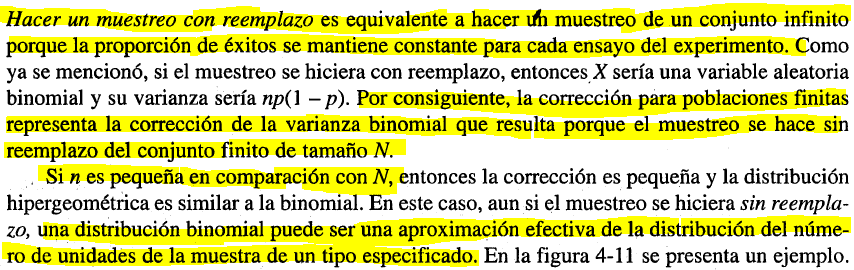 Hacer un muestreo con reemplazo es equivalente a hacer un muestreo de un conjunto infinito
porque la proporción de éxitos se mantiene constante para cada ensayo del experimento. Como
ya se mencionó, si el muestreo se hiciera con reemplazo, entonces X sería una variable aleatoria
binomial y su varianza sería np(1 – p). Por consiguiente, la corrección para poblaciones finitas
representa la corrección de la varianza binomial que resulta porque el muestreo se hace sin
reemplazo del conjunto finito de tamaño N.
Si n es pequeña en comparación con N, entonces la corrección es pequeña y la distribución
hipergeométrica es similar a la binomial. En este caso, aun si el muestreo se hiciera sin reempla-
zo, una distribución binomial puede ser una aproximación efectiva de la distribución del núme-
ro de unidades de la muestra de un tipo especificado. En la figura 4-11 se presenta un ejemplo.